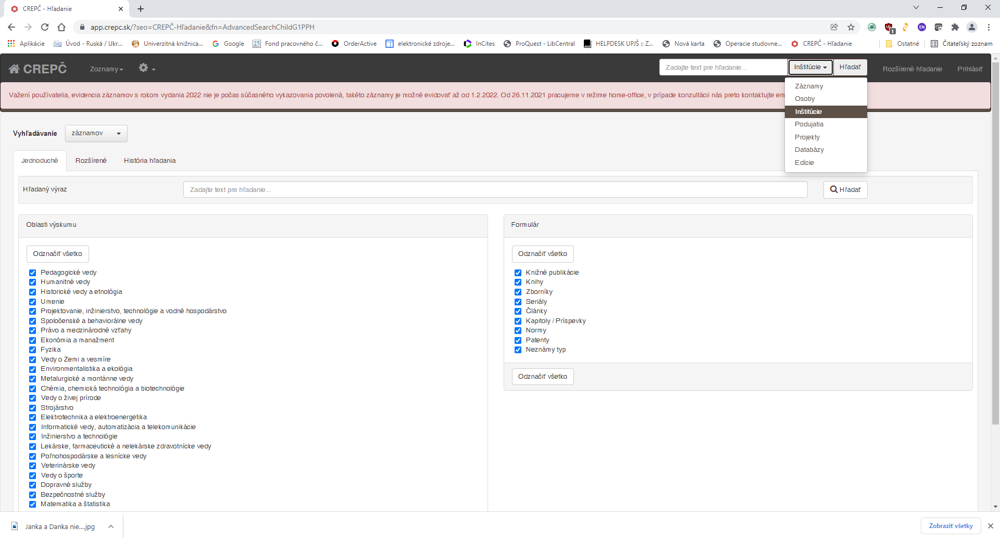 CREPČ - Hľadanie
app.crepc.sk/?seo=CREPČ-Hľadanie&fn=AdvancedSearchChildG1PPH
EN
1
Aplikácie
Úvod - Ruská / Ukr...
Univerzitná knižnica...
Google
25
Fond pracovného č...
OrderActive
elektronické zdroje...
InCites
ProQuest - LibCentral
HELPDESK UPJŠ :: Z...
Nová karta
Operacie studovne...
CREPČ - Hľadanie
Ostatné
Čitateľský zoznam
CREPČ
Zoznamy
Zadajte text pre hľadanie...
Inštitúcie
Hľadať
Rozšírené hľadanie
Prihlásiť
Vážení používatelia, evidencia záznamov s rokom vydania 2022 nie je počas súčasného vykazovania povolená, takéto záznamy je možné evidovať až od 1.2.2022. Od 26.11.2021 pracujeme v režime home-office, v prípade konzultácii nás preto kontaktujte em
Záznamy
Osoby
Inštitúcie
Podujatia
Projekty
Databázy
Edície
Vyhľadávanie
záznamov
Jednoduché
Rozšírené
História hľadania
Hľadaný výraz
Zadajte text pre hľadanie...
Hľadať
Oblasti výskumu
Odznačiť všetko
Pedagogické vedy
Humanitné vedy
Historické vedy a etnológia
Umenie
Projektovanie, inžinierstvo, technológie a vodné hospodárstvo
Spoločenské a behaviorálne vedy
Právo a medzinárodné vzťahy
Ekonómia a manažment
Fyzika
Vedy o Zemi a vesmíre
Environmentalistika a ekológia
Metalurgické a montánne vedy
Chémia, chemická technológia a biotechnológie
Vedy o živej prírode
Strojárstvo
Elektrotechnika a elektroenergetika
Informatické vedy, automatizácia a telekomunikácie
Inžinierstvo a technológie
Lekárske, farmaceutické a nelekárske zdravotnícke vedy
Poľnohospodárske a lesnícke vedy
Veterinárske vedy
Vedy o športe
Dopravné služby
Bezpečnostné služby
Matematika a štatistika
Formulár
Odznačiť všetko
Knižné publikácie
Knihy
Zborníky
Seriály
Články
Kapitoly / Príspevky
Normy
Patenty
Neznámy typ
Odznačiť všetko
Janka a Danka nie....jpg
Zobraziť všetky